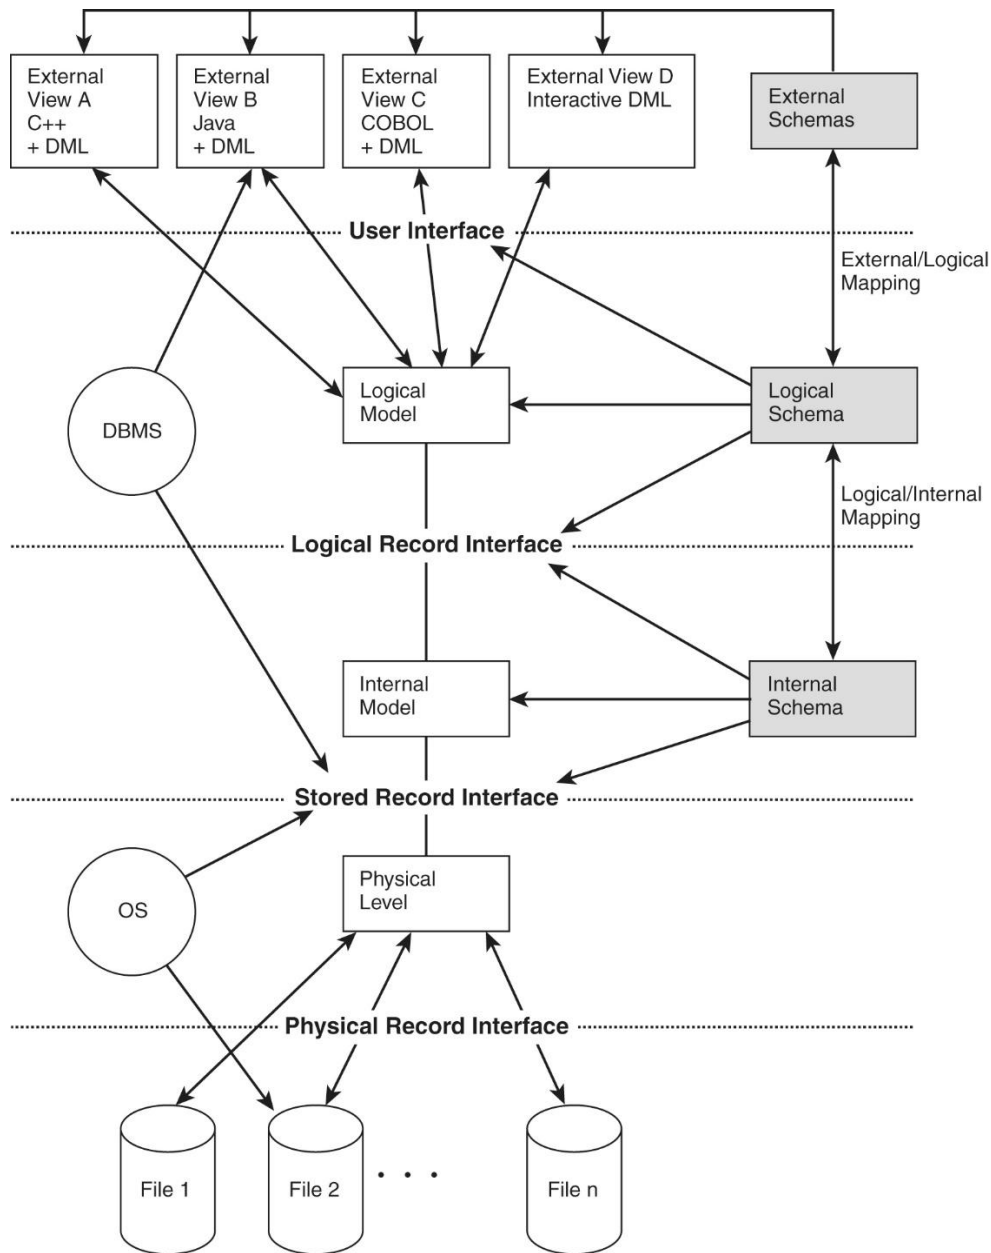 External
View A
C++
+ DML
External
View B
Java
+ DML
External
View C
COBOL
+ DML
External View D
Interactive DML
External
Schemas
User Interface
External/Logical
Mapping
DBMS
Logical
Model
Logical
Schema
Logical/Internal
Mapping
Logical Record Interface
Internal
Model
Internal
Schema
Stored Record Interface
OS
Physical
Level
Physical Record Interface
File 1
File 2
. . .
File n